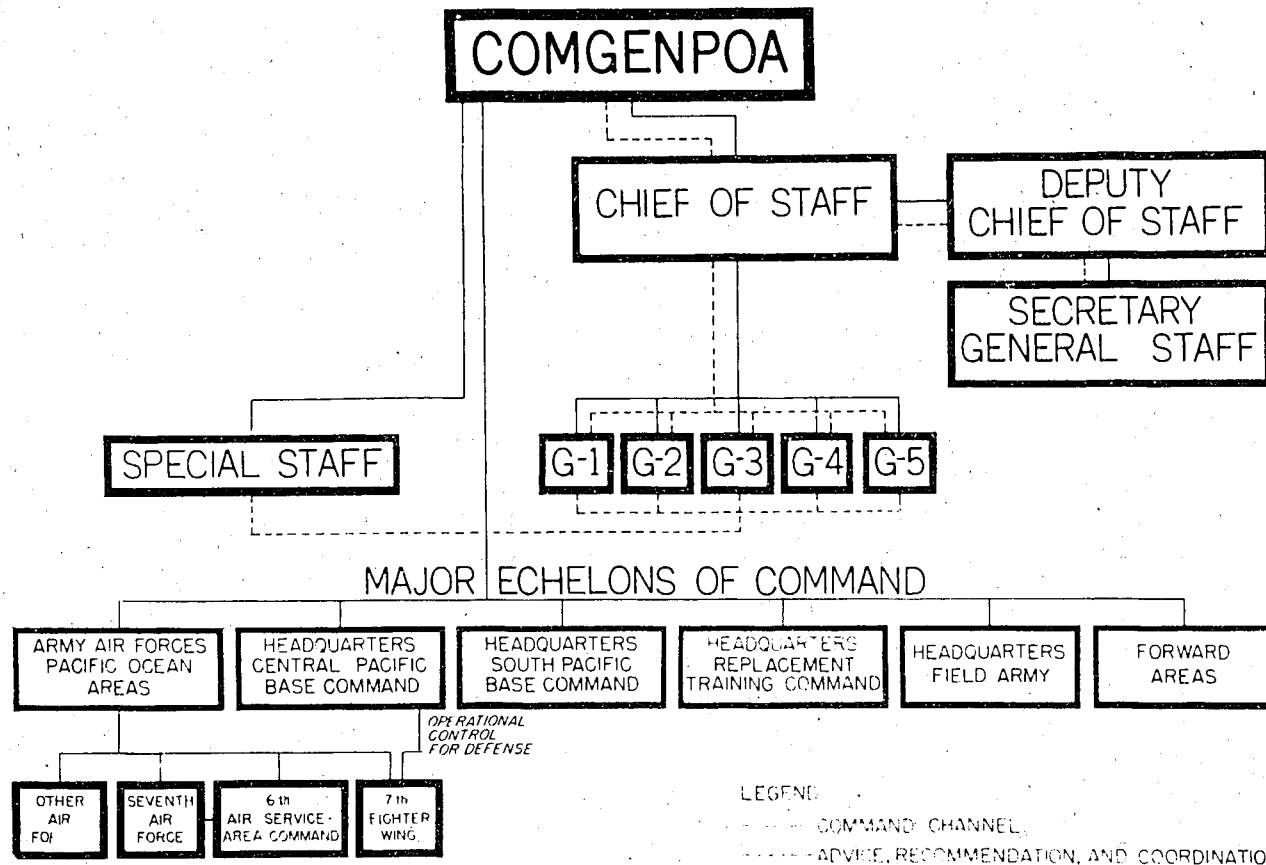 COMGENPOA
CHIEF OF STAFF
DEPUTY
CHIEF OF STAFF
SECRETARY
GENERAL STAFF
SPECIAL STAFF
G-1
G-2
G-3
G-4
G-5
MAJOR ECHELONS OF COMMAND
ARMY AIR FORCES
PACIFIC OCEAN
AREAS
HEADQUARTERS
CENTRAL PACIFIC
BASE COMMAND
HEADQUARTERS
SOUTH PACIFIC
BASE COMMAND
HEADQUARTERS
REPLACEMENT
TRAINING COMMAND
HEADQUARTERS
FIELD ARMY
FORWARD
AREAS
OPERATIONAL
CONTROL
FOR DEFENSE
OTHER
AIR
SEVENTH
AIR
FORCE
6th
AIR SERVICE-
AREA COMMAND
7th
FIGHTER
WING
LEGEND
COMMAND CHANNEL
ADVICE, RECOMMENDATION, AND COORDINATIO